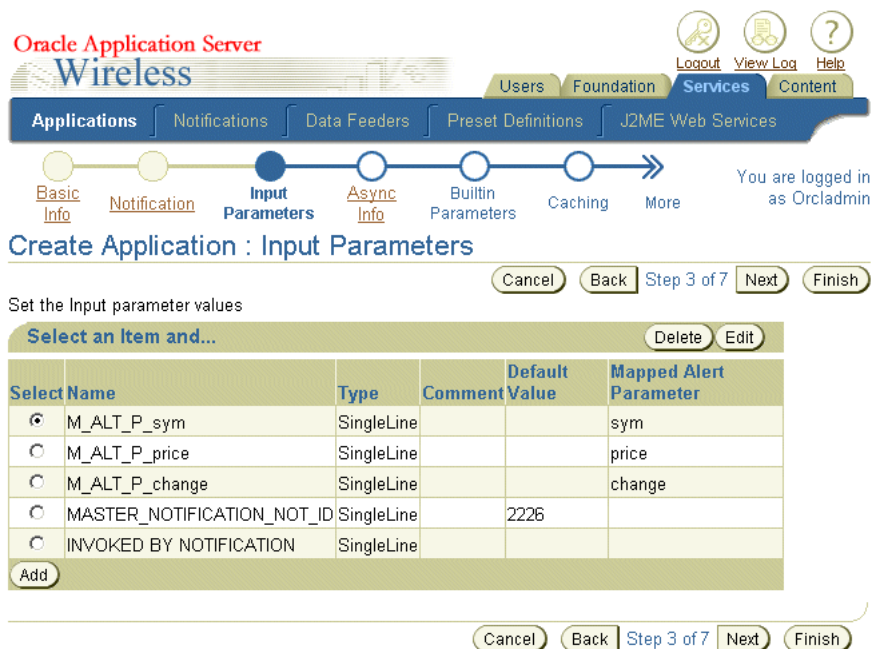 Oracle Application Server
Wireless
Logout View Log Help
Users Foundation Services Content
Applications Notifications Data Feeders Preset Definitions J2ME Web Services
Basic Info Notification Input Parameters Async Info Builtin Parameters Caching More
You are logged in as Orcladmin
Create Application : Input Parameters
Cancel Back Step 3 of 7 Next Finish
Set the Input parameter values
Select an Item and... Delete Edit
Select Name Type Comment Default Value Mapped Alert Parameter
M_ALT_P_sym SingleLine sym
M_ALT_P_price SingleLine price
M_ALT_P_change SingleLine change
MASTER_NOTIFICATION_NOT_ID SingleLine 2226
INVOKED BY NOTIFICATION SingleLine
Add
Cancel Back Step 3 of 7 Next Finish